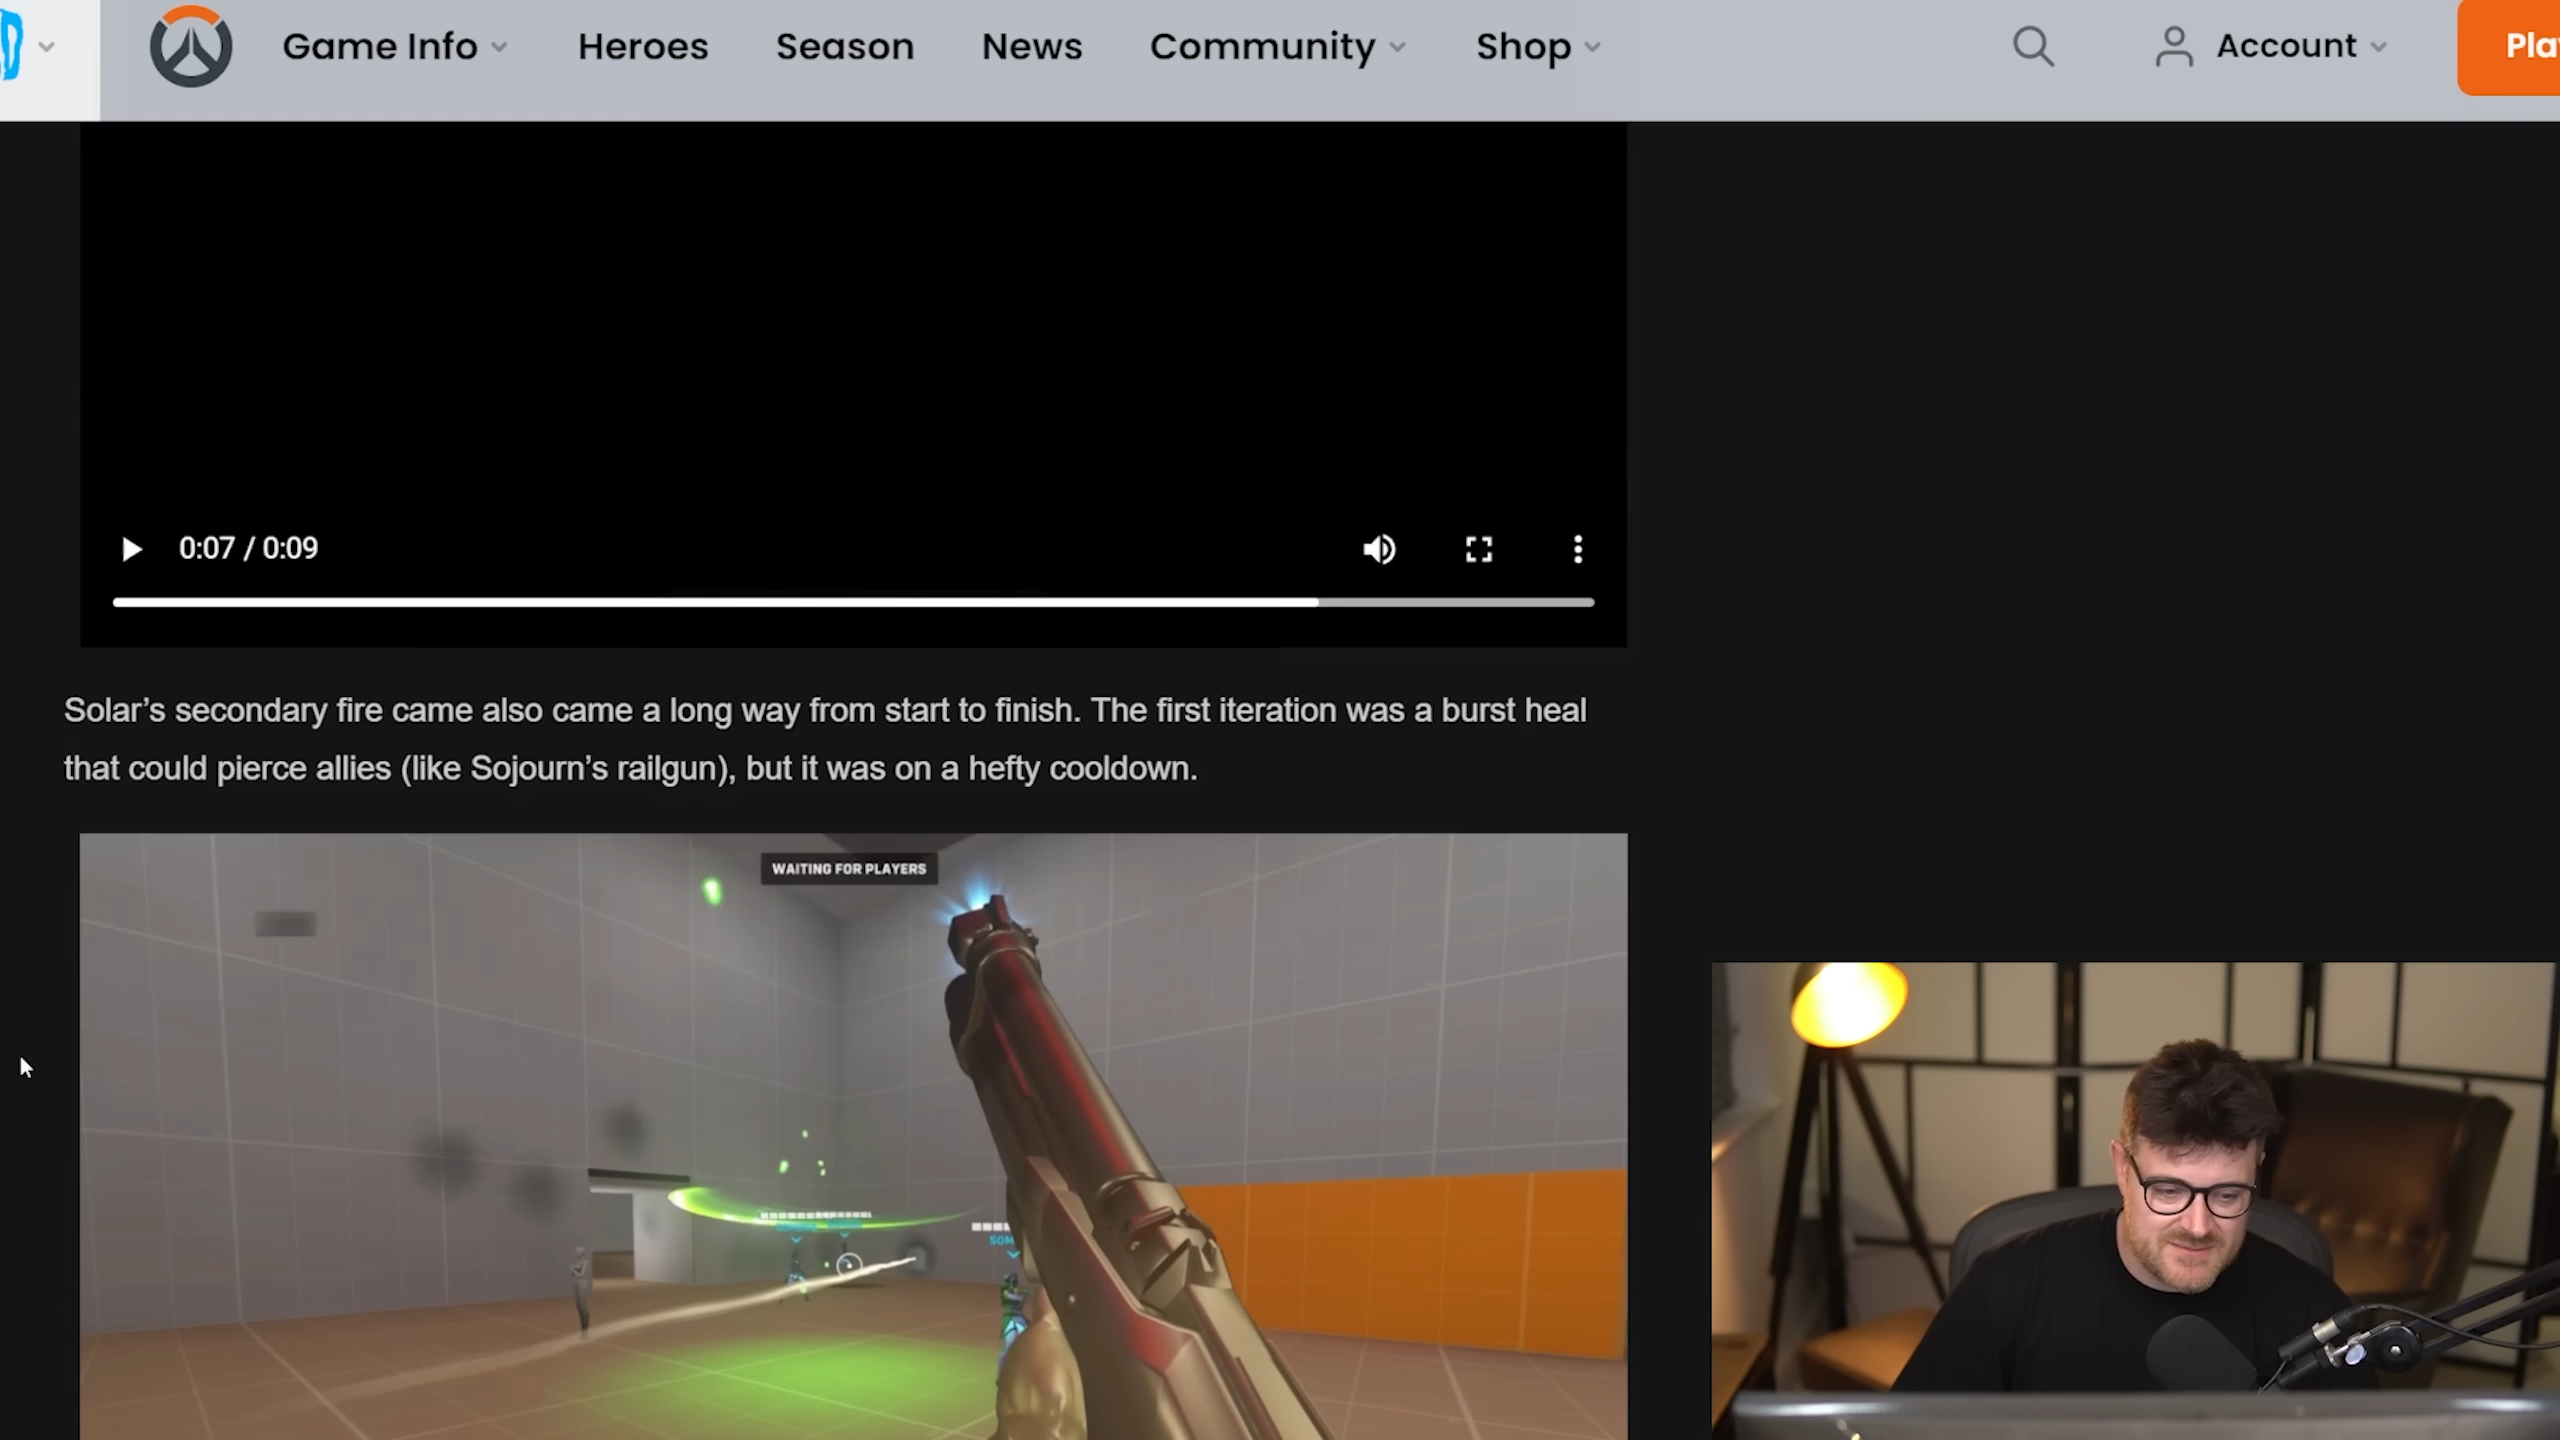 Game Info
Heroes
Season
News
Community
Shop
Account
0:07 / 0:09
Solar’s secondary fire came also came a long way from start to finish. The first iteration was a burst heal
that could pierce allies (like Sojourn’s railgun), but it was on a hefty cooldown.
WAITING FOR PLAYERS